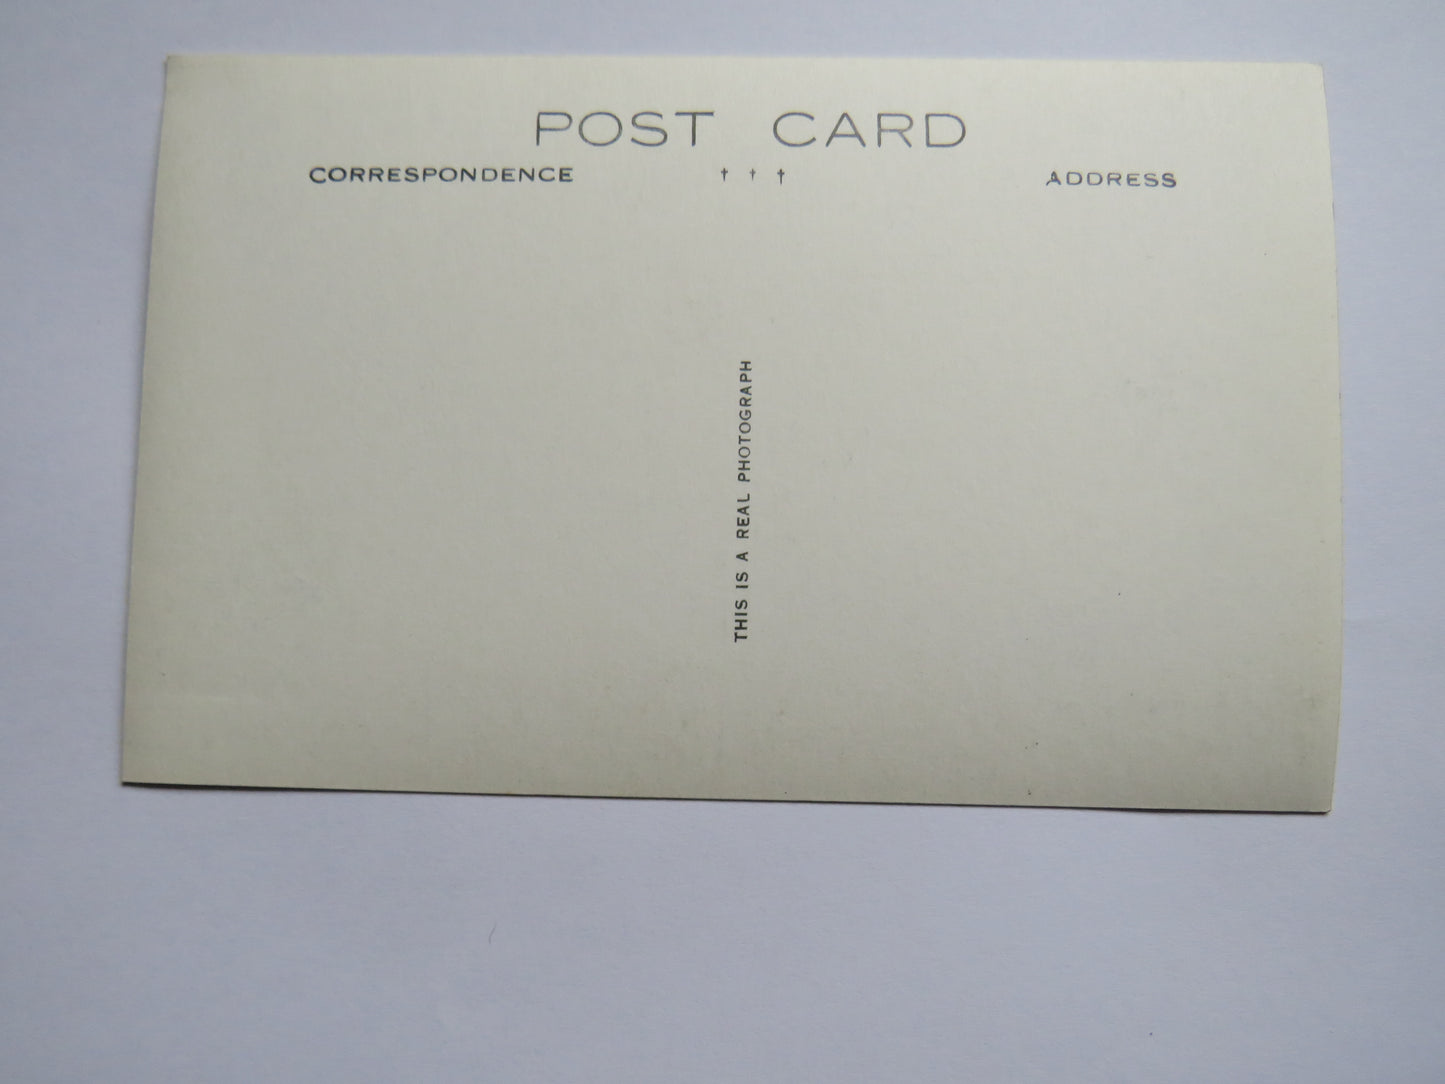 POST CARD
CORRESPONDENCE † † † ADDRESS
THIS IS A REAL PHOTOGRAPH